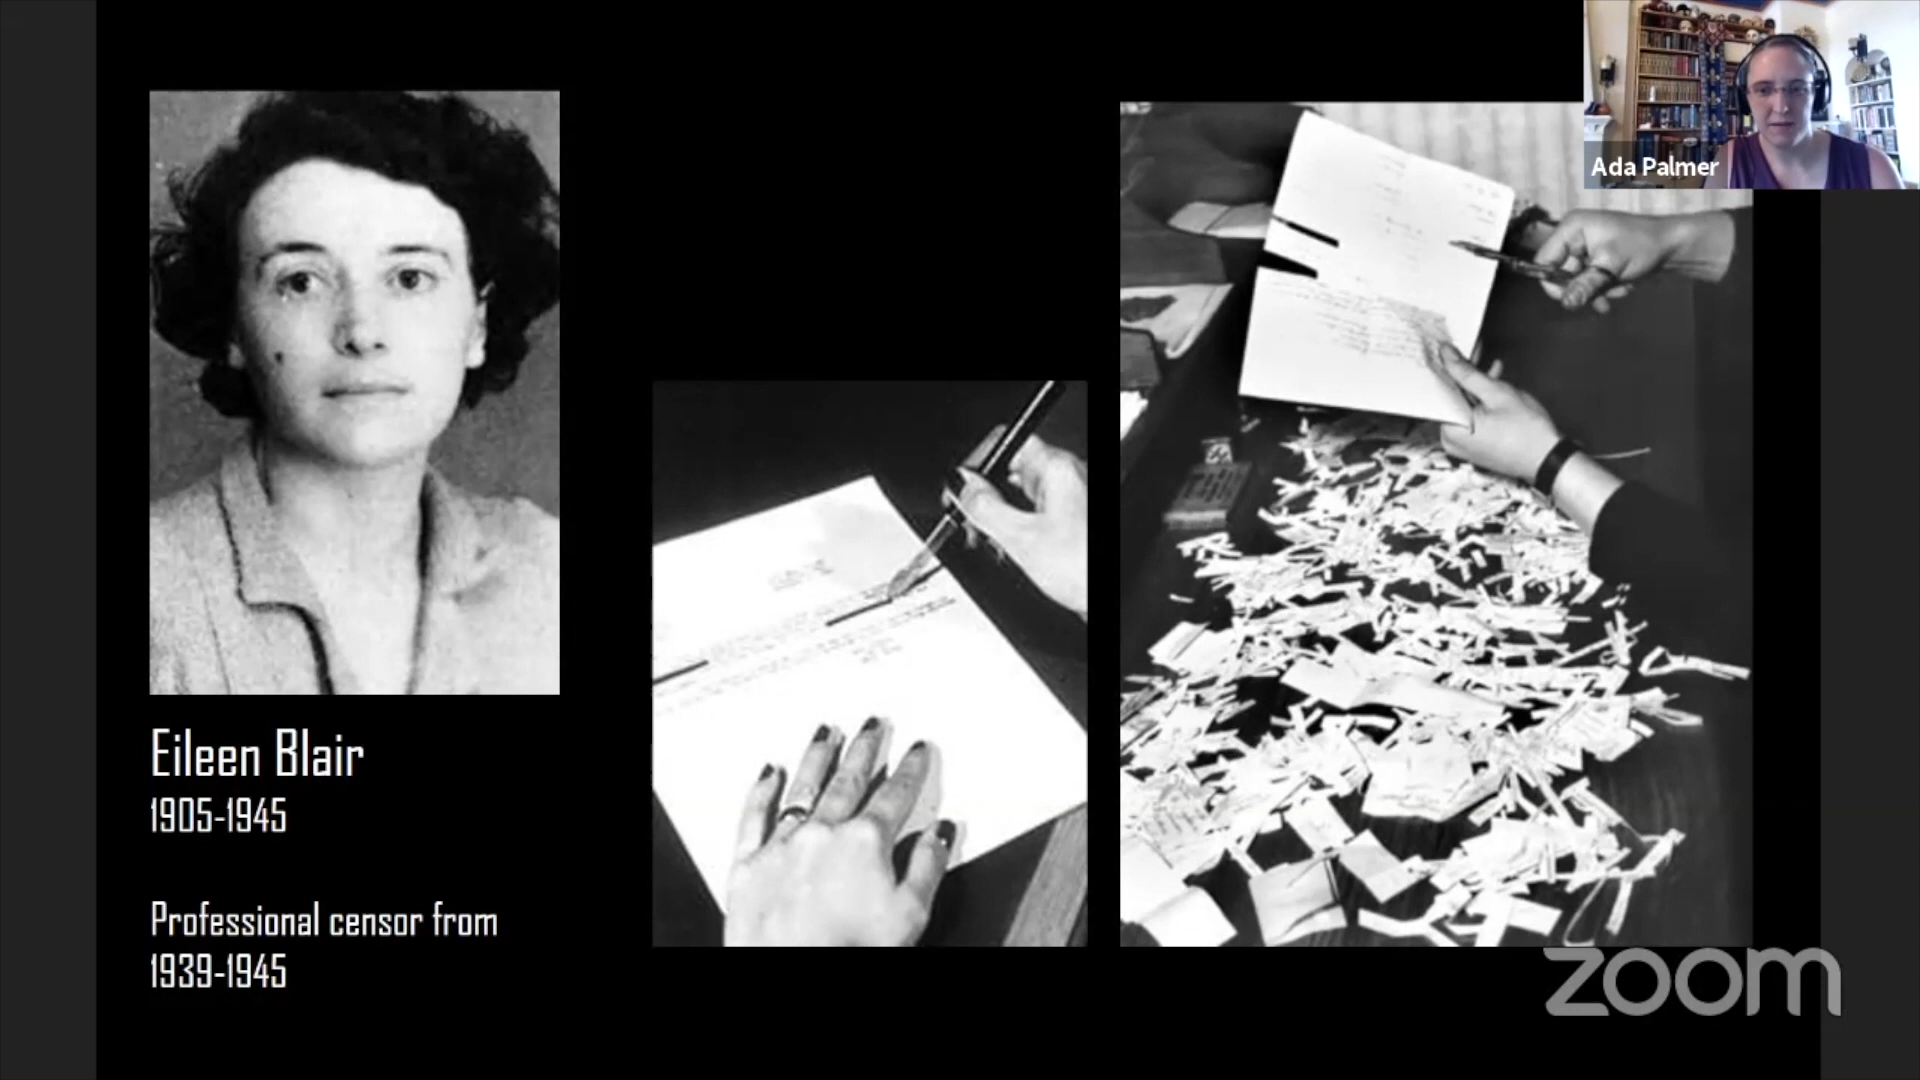 Ada Palmer
Eileen Blair
1905-1945
Professional censor from
1939-1945
zoom